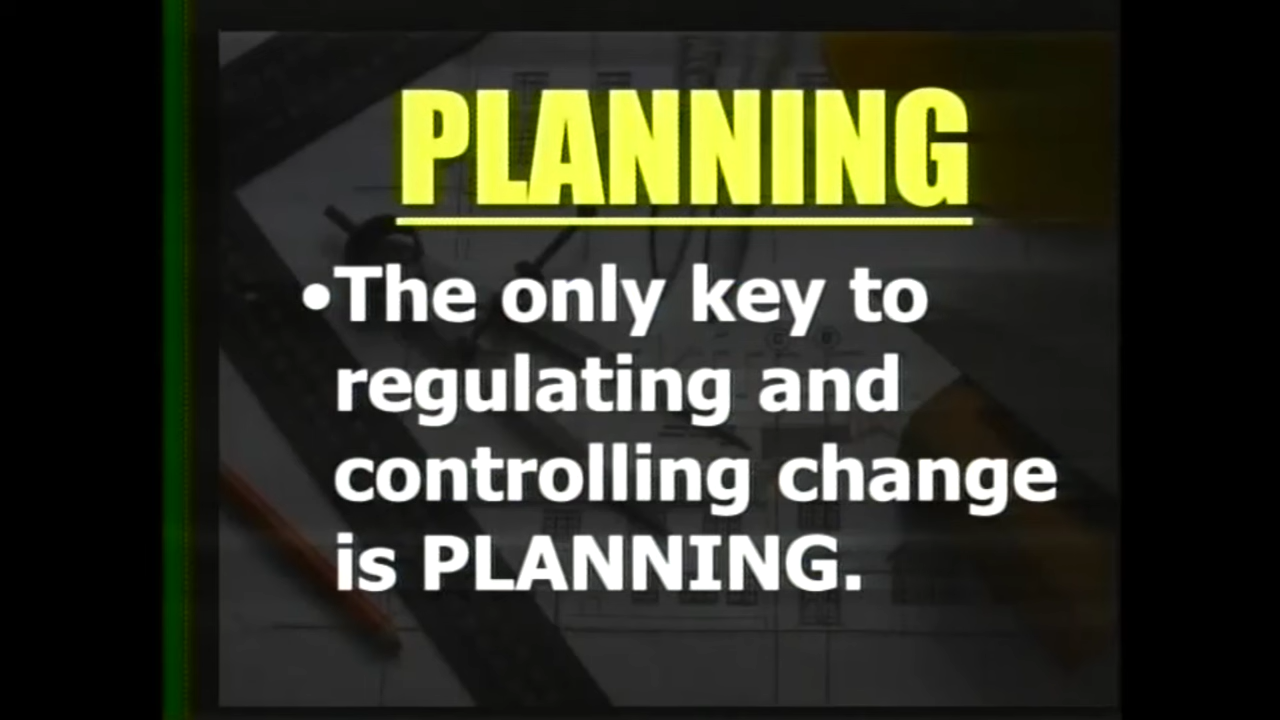 PLANNING
•The only key to
regulating and
controlling change
is PLANNING.